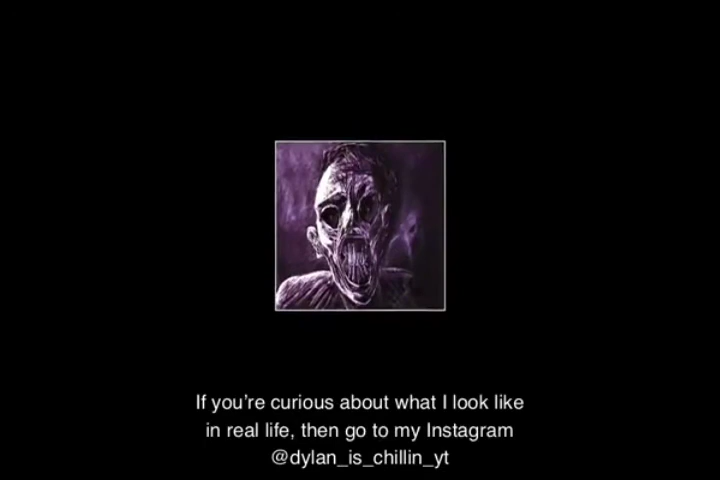 If you’re curious about what I look like
in real life, then go to my Instagram
@dylan_is_chillin_yt